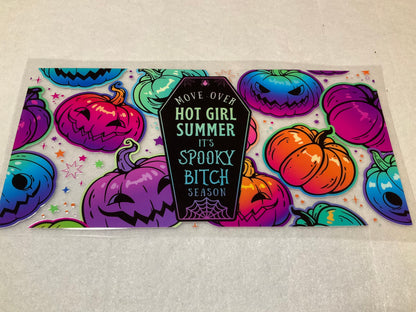 MOVE OVER
HOT GIRL
SUMMER
IT'S
SPOOKY
BITCH
SEASON